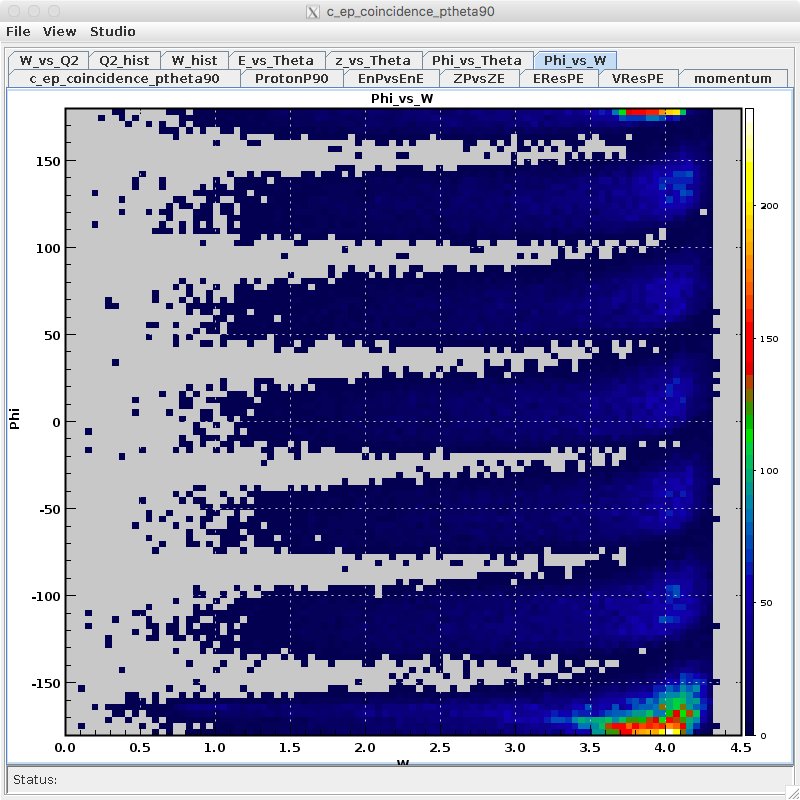 c_ep_coincidence_ptheta90
File View Studio
W_vs_Q2 Q2_hist W_hist E_vs_Theta z_vs_Theta Phi_vs_Theta Phi_vs_W
c_ep_coincidence_ptheta90 ProtonP90 EnPvsEnE ZPvsZE EResPE VResPE momentum
Phi_vs_W
150
100
50
0
-50
-100
-150
Phi
0.0 0.5 1.0 1.5 2.0 2.5 3.0 3.5 4.0 4.5
W
200
150
100
50
0
Status: